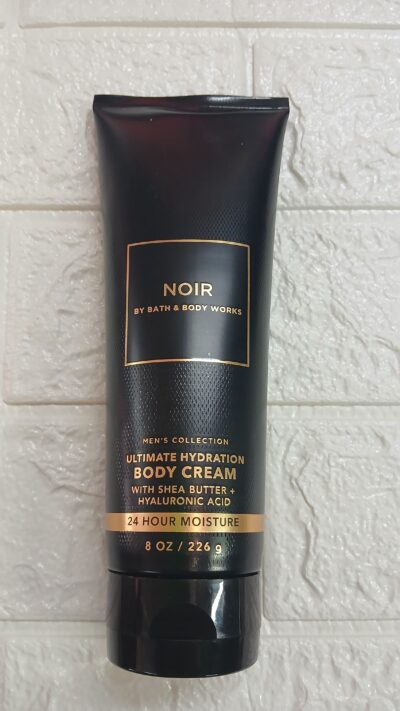 NOIR
BY BATH & BODY WORKS
MEN'S COLLECTION
ULTIMATE HYDRATION
BODY CREAM
WITH SHEA BUTTER +
HYALURONIC ACID
24 HOUR MOISTURE
8 OZ / 226 g